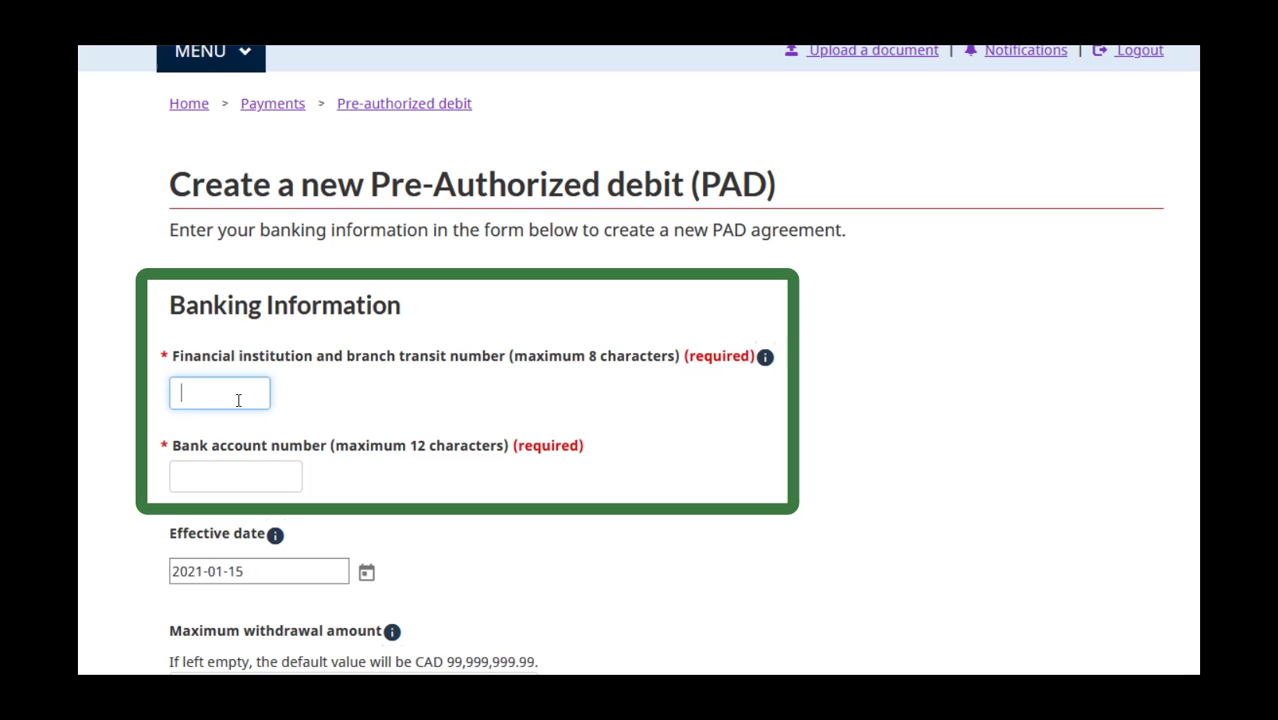 MENU
Upload a document | Notifications | Logout
Home > Payments > Pre-authorized debit
Create a new Pre-Authorized debit (PAD)
Enter your banking information in the form below to create a new PAD agreement.
Banking Information
* Financial institution and branch transit number (maximum 8 characters) (required)
* Bank account number (maximum 12 characters) (required)
Effective date
2021-01-15
Maximum withdrawal amount
If left empty, the default value will be CAD 99,999,999.99.